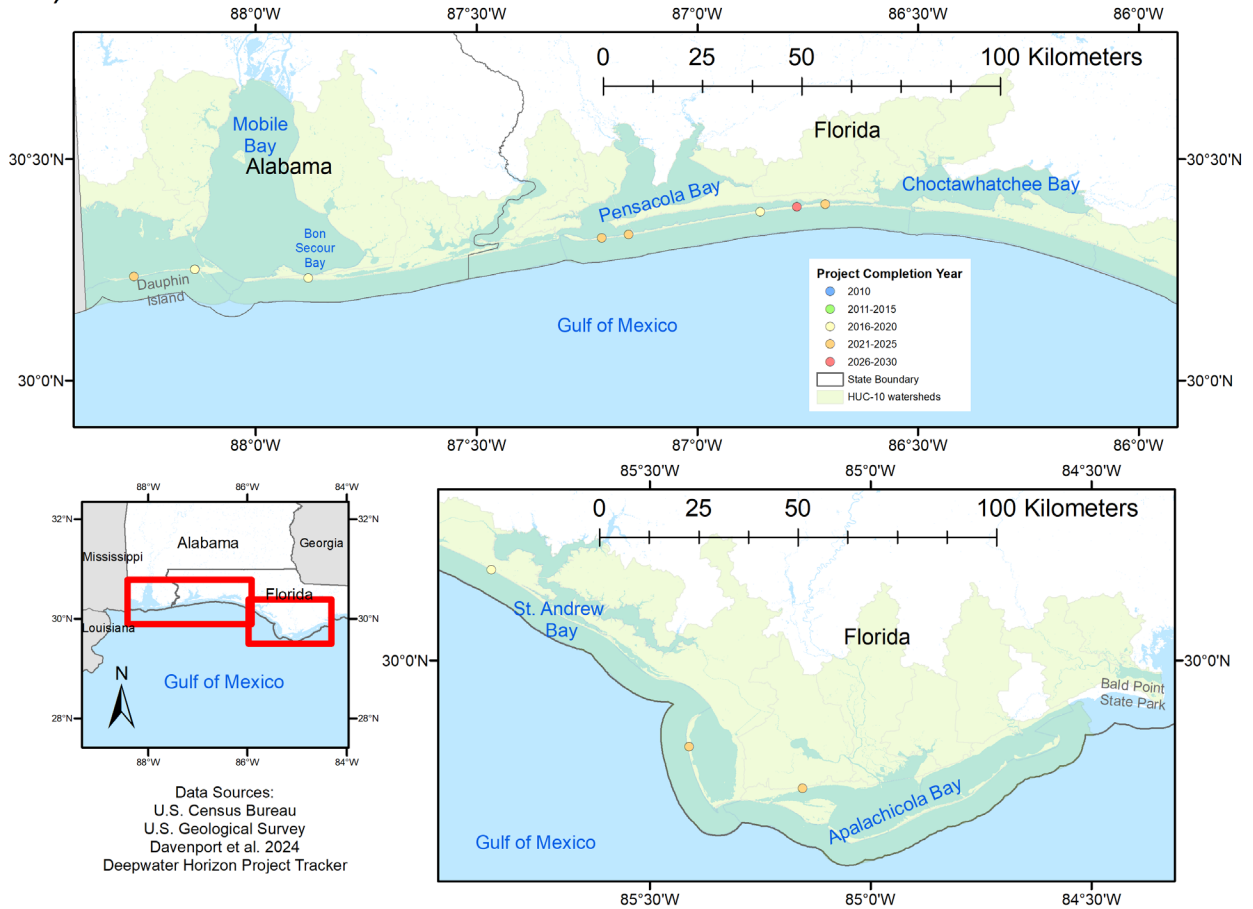 )
88°0'W 87°30'W 87°0'W 86°30'W 86°0'W
0 25 50 100 Kilometers
Mobile
Bay
Alabama
Florida
30°30'N
30°30'N
Choctawhatchee Bay
Pensacola Bay
Bon
Secour
Bay
Dauphin
Island
Gulf of Mexico
Project Completion Year
2010
2011-2015
2016-2020
2021-2025
2026-2030
State Boundary
HUC-10 watersheds
30°0'N
30°0'N
88°0'W 87°30'W 87°0'W 86°30'W 86°0'W
88°W 86°W 84°W
32°N
32°N
Alabama
Georgia
Mississippi
Florida
30°N
30°N
Louisiana
N
Gulf of Mexico
28°N
28°N
88°W 86°W 84°W
Data Sources:
U.S. Census Bureau
U.S. Geological Survey
Davenport et al. 2024
Deepwater Horizon Project Tracker
85°30'W 85°0'W 84°30'W
0 25 50 100 Kilometers
St. Andrew
Bay
Florida
30°0'N
30°0'N
Bald Point
State Park
Apalachicola Bay
Gulf of Mexico
85°30'W 85°0'W 84°30'W